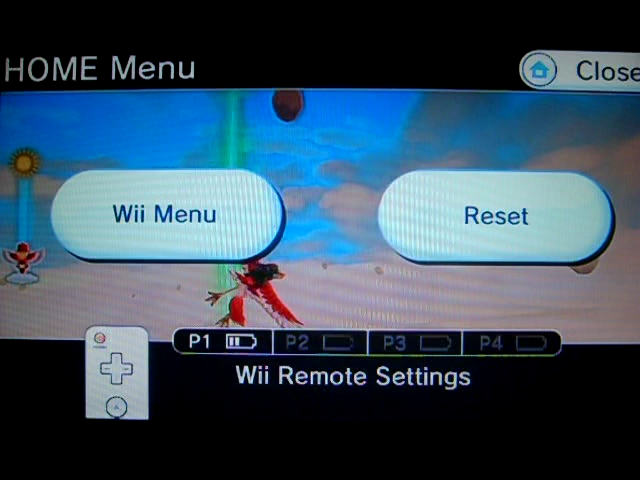 HOME Menu
Close
Wii Menu
Reset
P1 P2 P3 P4
Wii Remote Settings